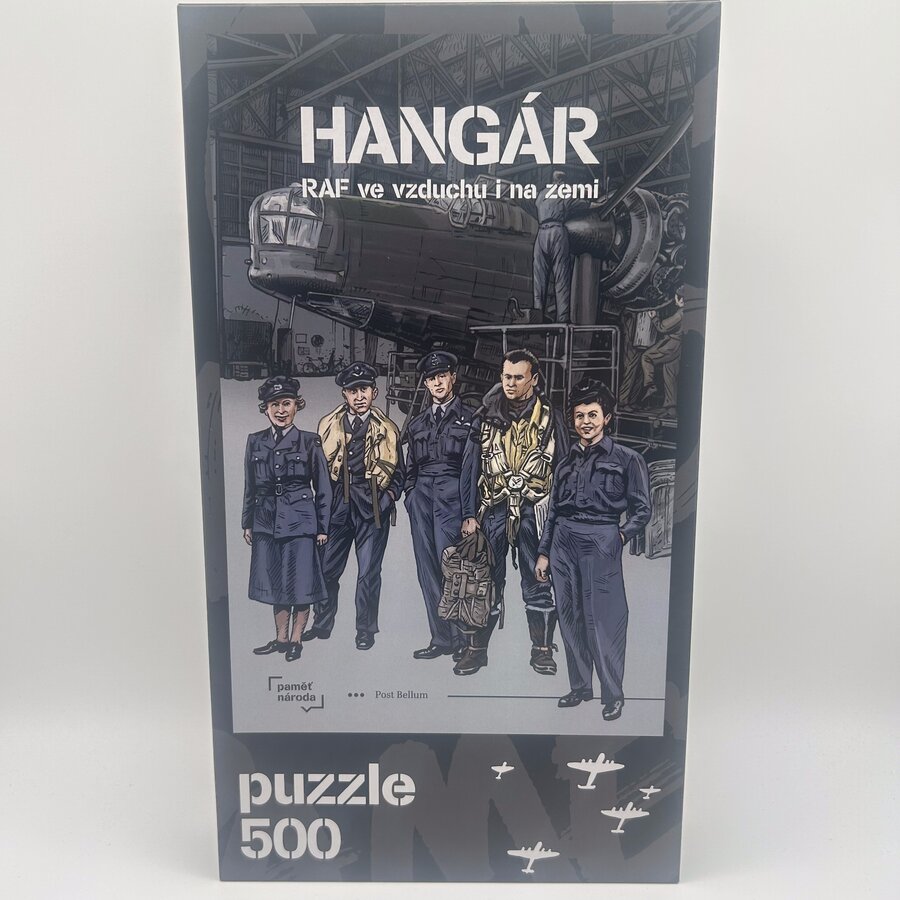 HANGÁR
RAF ve vzduchu i na zemi
paměť
národa
Post Bellum
puzzle
500